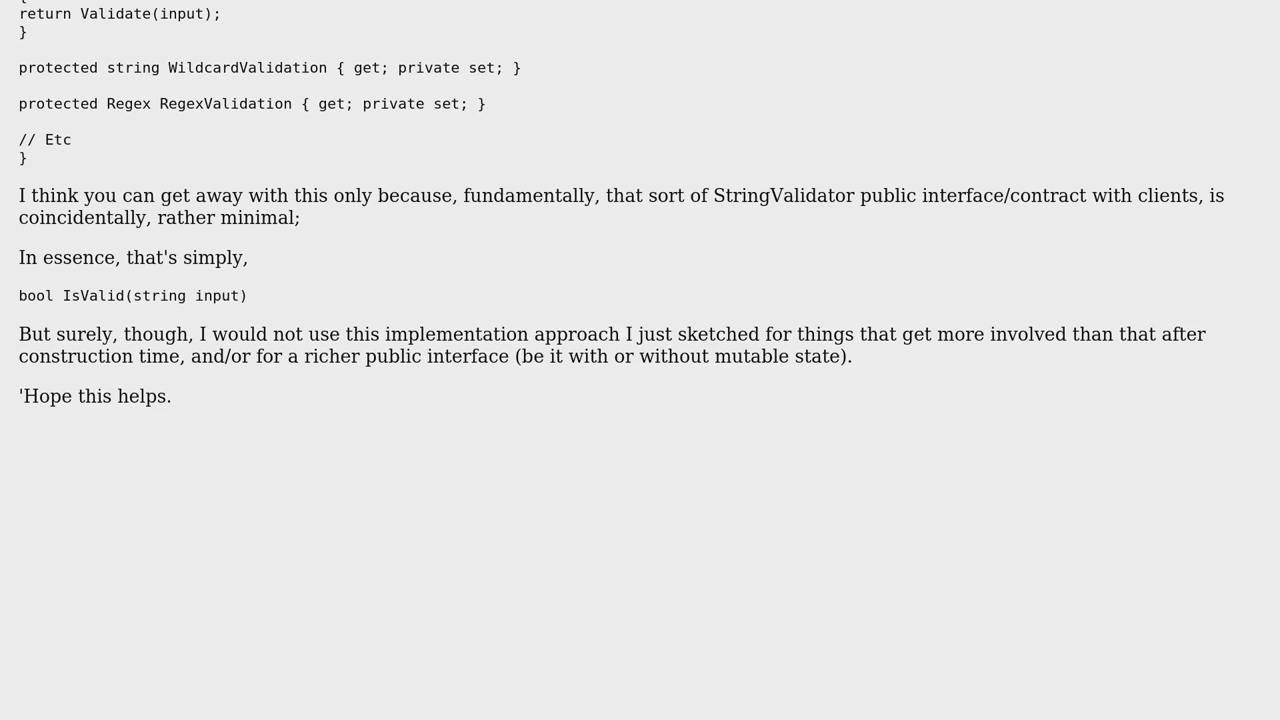 {
return Validate(input);
}
protected string WildcardValidation { get; private set; }
protected Regex RegexValidation { get; private set; }
// Etc
}
I think you can get away with this only because, fundamentally, that sort of StringValidator public interface/contract with clients, is
coincidentally, rather minimal;
In essence, that's simply,
bool IsValid(string input)
But surely, though, I would not use this implementation approach I just sketched for things that get more involved than that after
construction time, and/or for a richer public interface (be it with or without mutable state).
'Hope this helps.